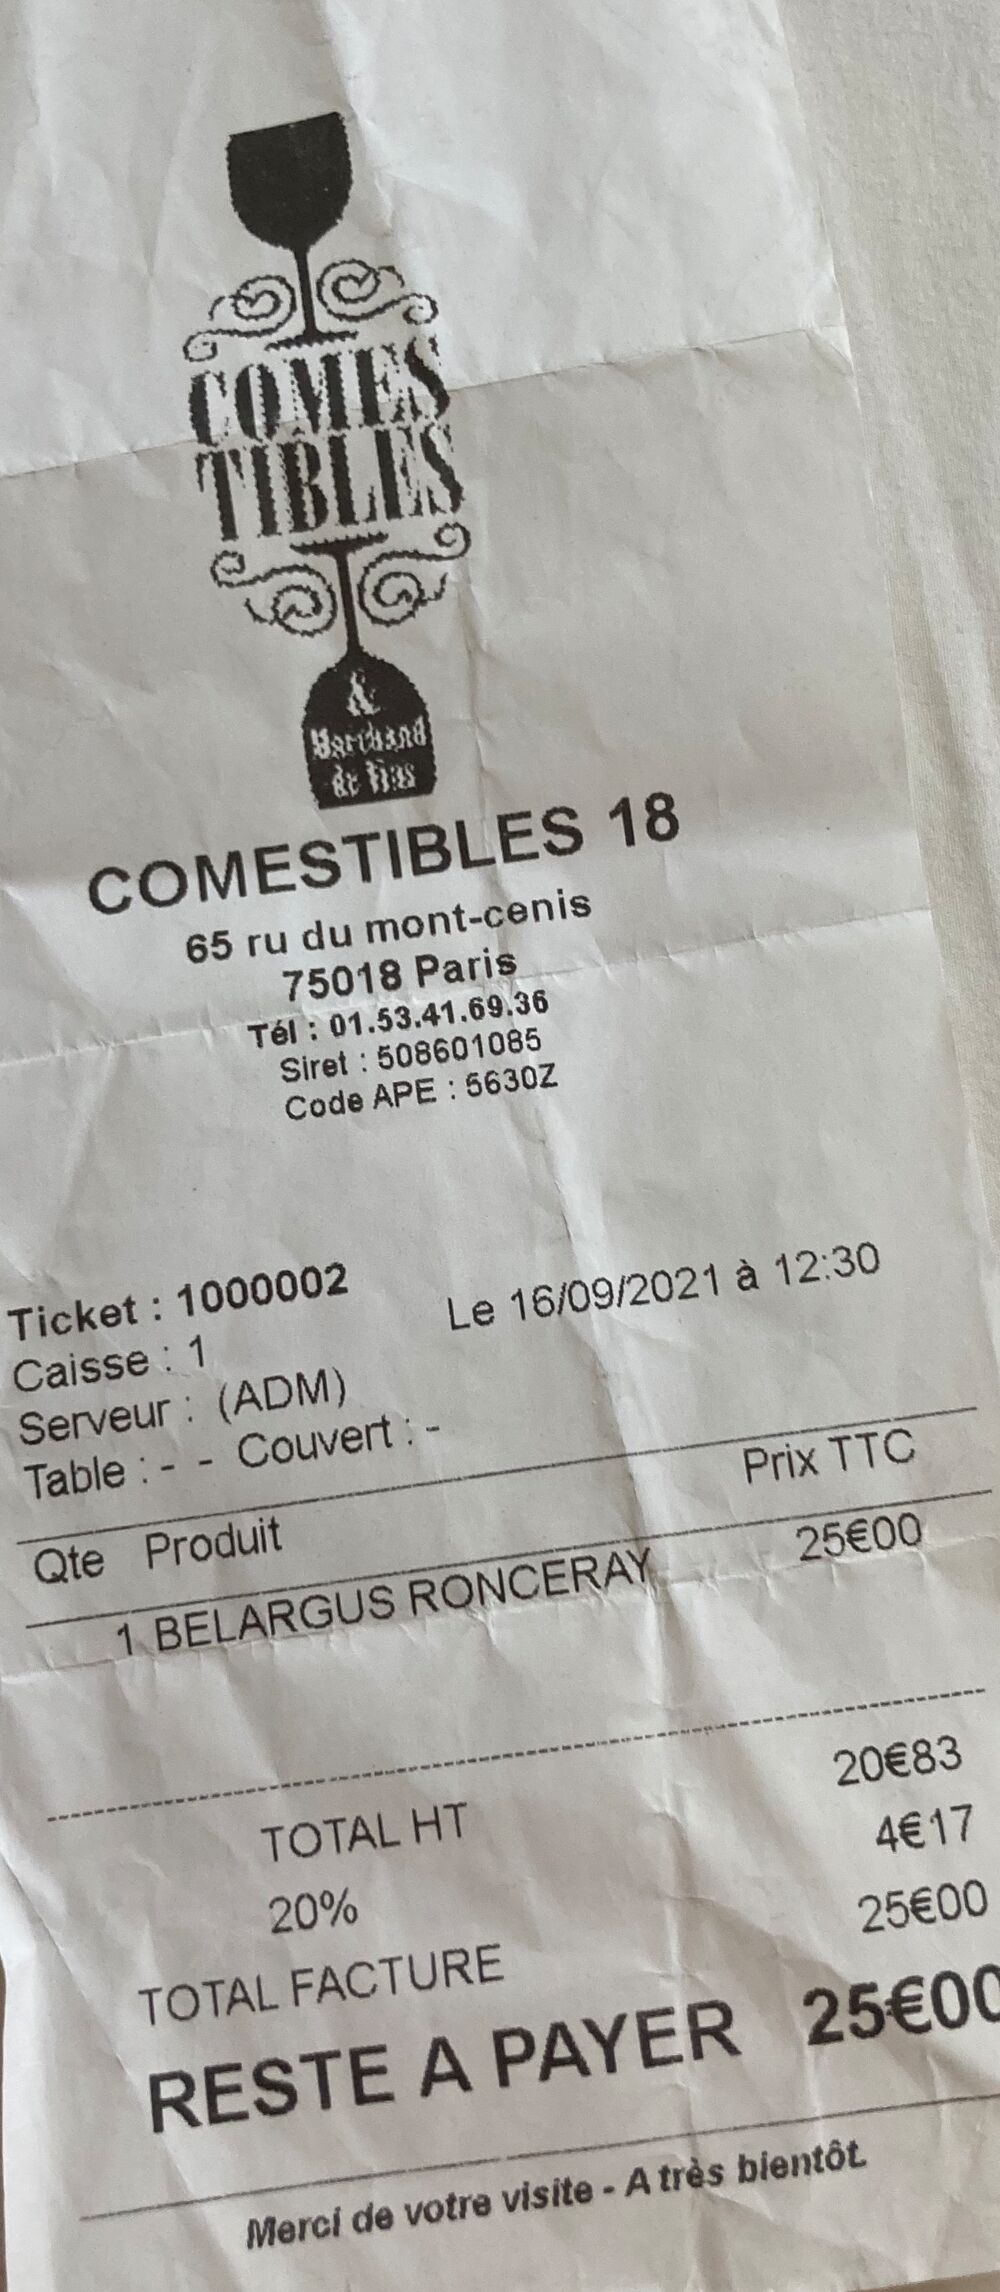 COMES
TIBLES
&
Marchand
de Vins
COMESTIBLES 18
65 ru du mont-cenis
75018 Paris
Tél : 01.53.41.69.36
Siret : 508601085
Code APE : 5630Z
Ticket : 1000002
Le 16/09/2021 à 12:30
Caisse : 1
Serveur : (ADM)
Table : - - Couvert : -
Qte Produit Prix TTC
1 BELARGUS RONCERAY 25€00
TOTAL HT 20€83
20% 4€17
TOTAL FACTURE 25€00
RESTE A PAYER 25€00
Merci de votre visite - A très bientôt.